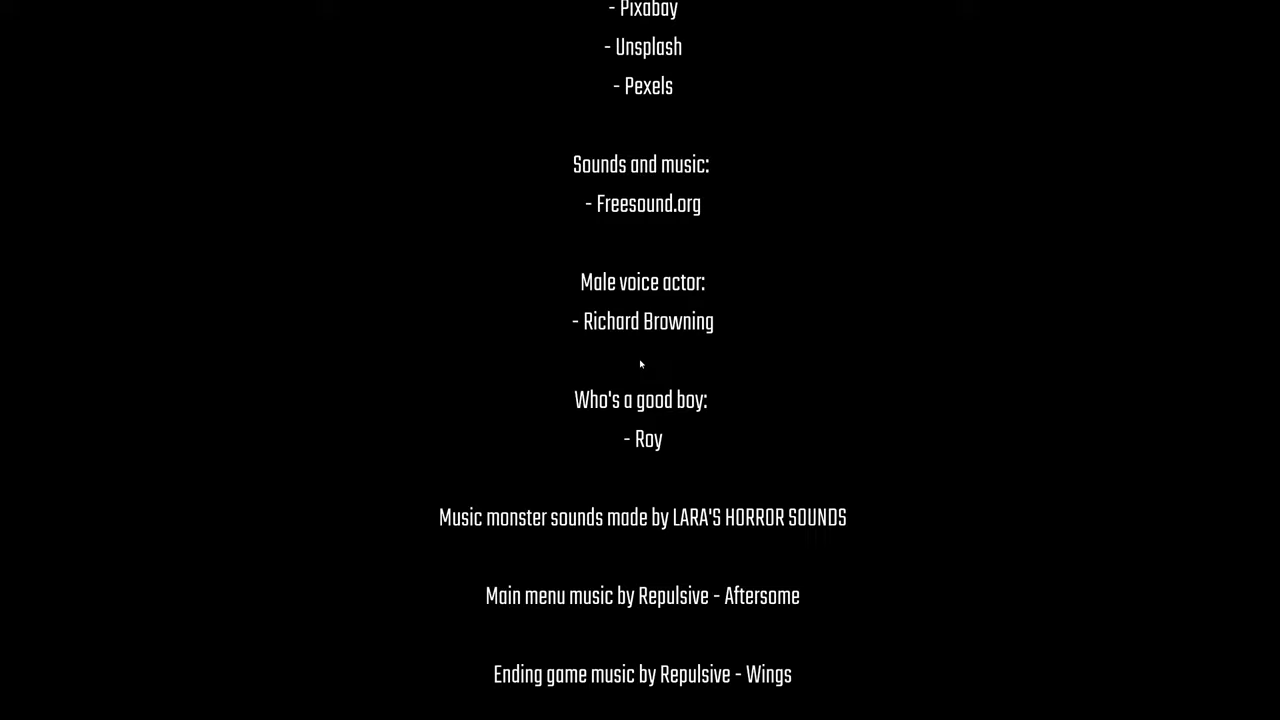 - Pixabay
- Unsplash
- Pexels
Sounds and music:
- Freesound.org
Male voice actor:
- Richard Browning
Who's a good boy:
- Roy
Music monster sounds made by LARA'S HORROR SOUNDS
Main menu music by Repulsive - Aftersome
Ending game music by Repulsive - Wings